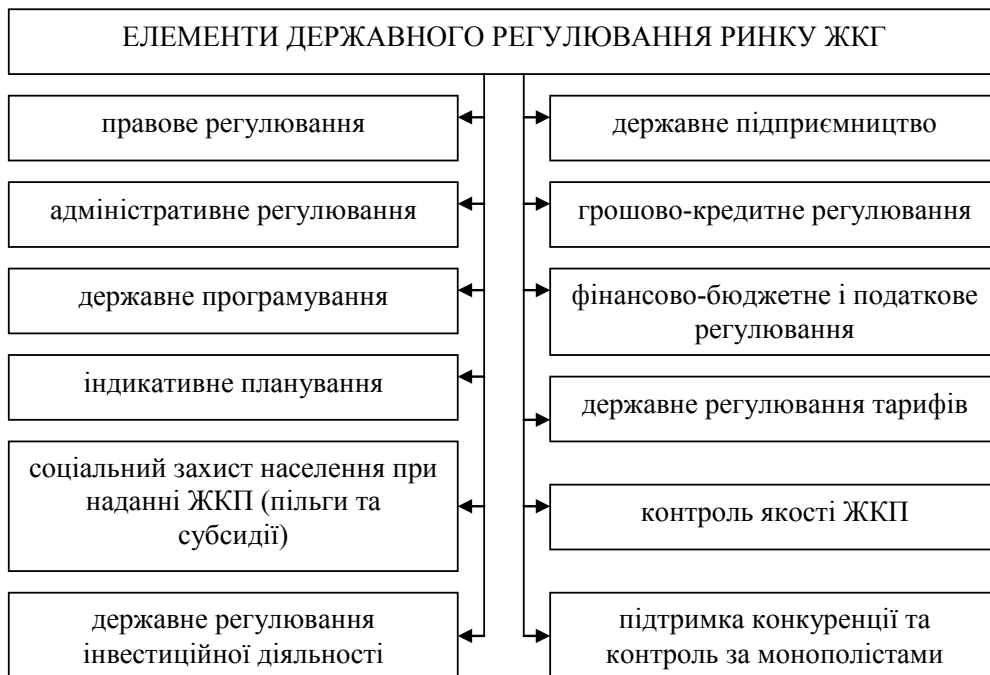 ЕЛЕМЕНТИ ДЕРЖАВНОГО РЕГУЛЮВАННЯ РИНКУ ЖКГ
правове регулювання
адміністративне регулювання
державне програмування
індикативне планування
соціальний захист населення при
наданні ЖКП (пільги та
субсидії)
державне регулювання
інвестиційної діяльності
державне підприємництво
грошово-кредитне регулювання
фінансово-бюджетне і податкове
регулювання
державне регулювання тарифів
контроль якості ЖКП
підтримка конкуренції та
контроль за монополістами